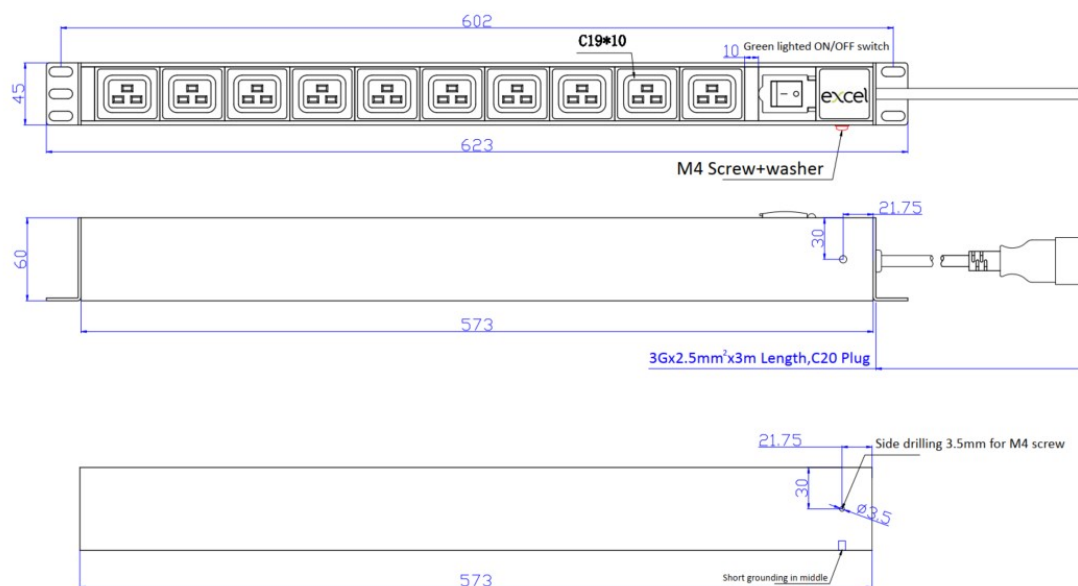 602
C19*10
10
Green lighted ON/OFF switch
45
excel
623
M4 Screw+washer
21.75
30
60
573
3Gx2.5mm²x3m Length,C20 Plug
21.75
Side drilling 3.5mm for M4 screw
30
ø3.5
573
Short grounding in middle